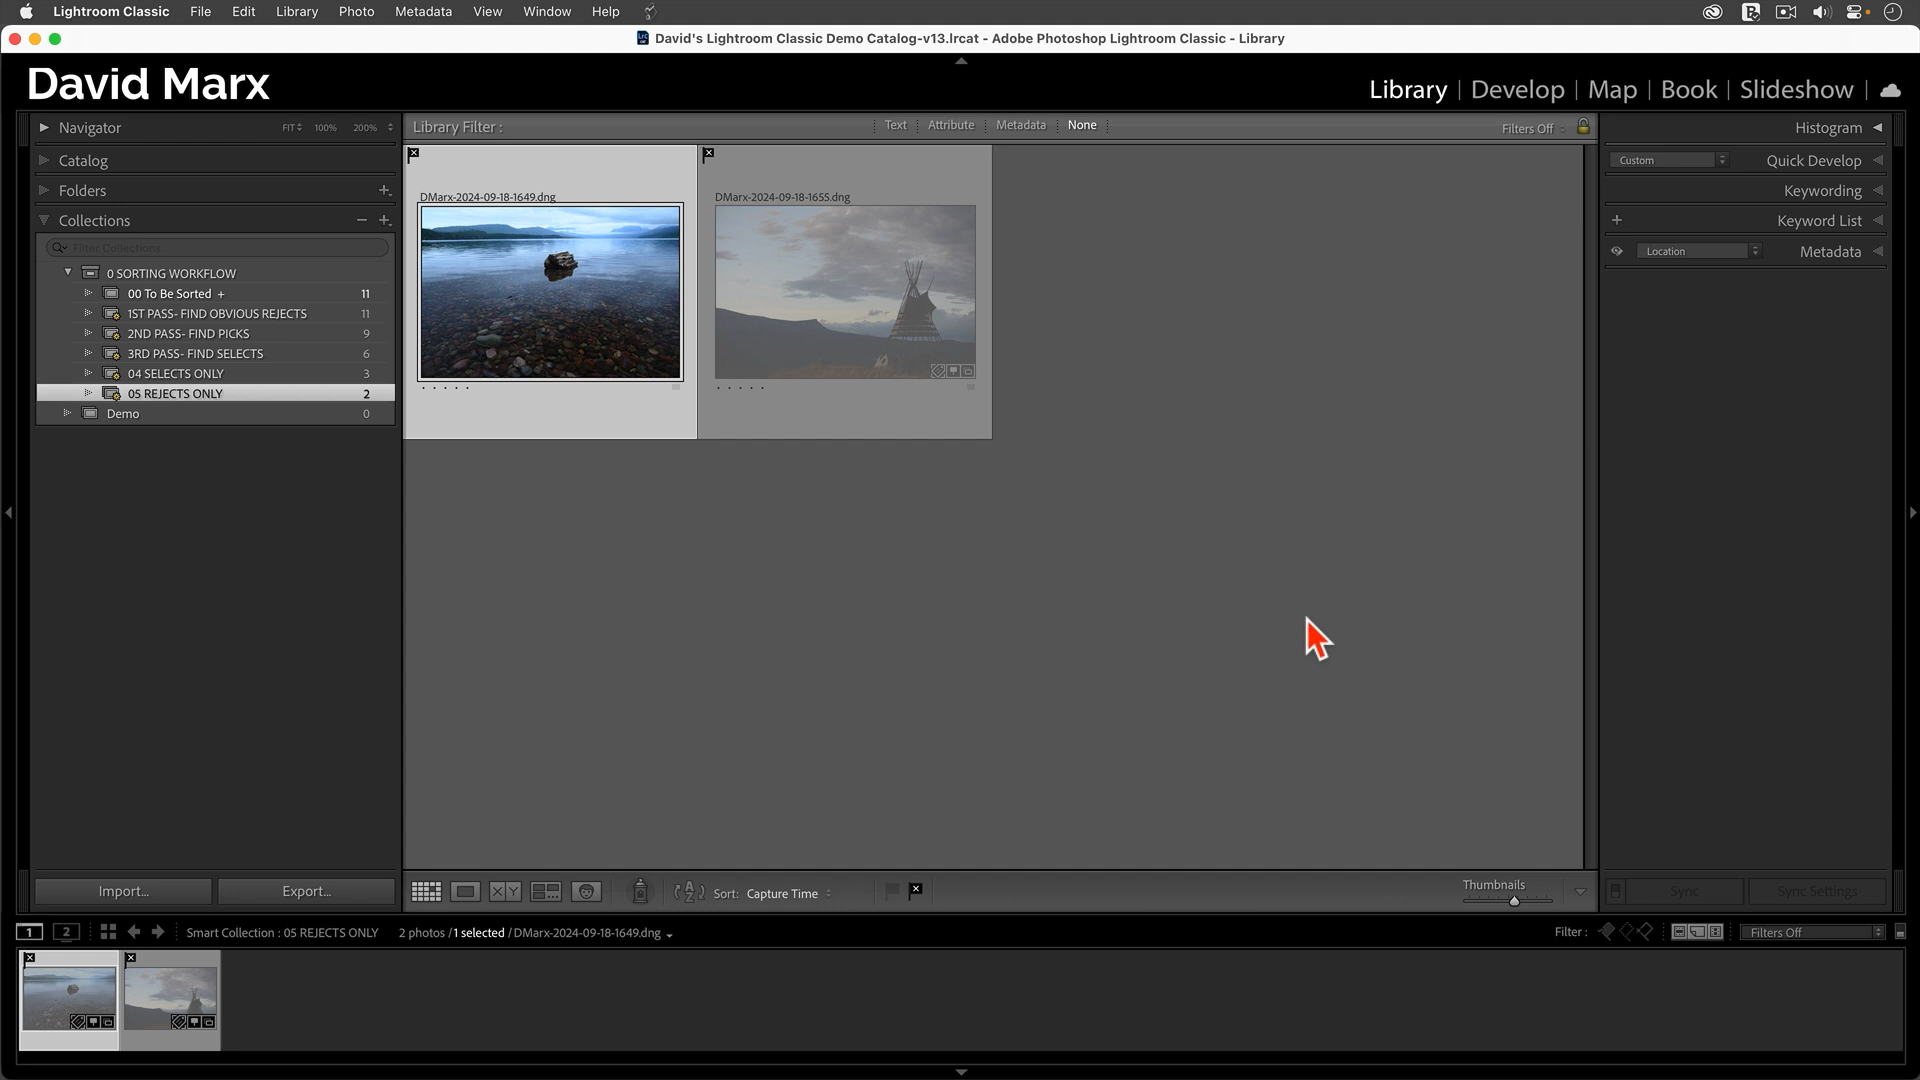 Lightroom Classic File Edit Library Photo Metadata View Window Help
David's Lightroom Classic Demo Catalog-v13.lrcat - Adobe Photoshop Lightroom Classic - Library
David Marx
Library | Develop | Map | Book | Slideshow |
Navigator FIT 100% 200%
Library Filter : Text Attribute Metadata None Filters Off
Histogram
Catalog
Custom Quick Develop
Folders
Keywording
Collections
Keyword List
Filter Collections
Location Metadata
0 SORTING WORKFLOW
00 To Be Sorted + 11
1ST PASS- FIND OBVIOUS REJECTS 11
2ND PASS- FIND PICKS 9
3RD PASS- FIND SELECTS 6
04 SELECTS ONLY 3
05 REJECTS ONLY 2
Demo 0
DMarx-2024-09-18-1649.dng
DMarx-2024-09-18-1655.dng
Import... Export...
XY
Sort: Capture Time
Thumbnails
Sync Sync Settings
1 2 Smart Collection : 05 REJECTS ONLY 2 photos / 1 selected / DMarx-2024-09-18-1649.dng
Filter : Filters Off